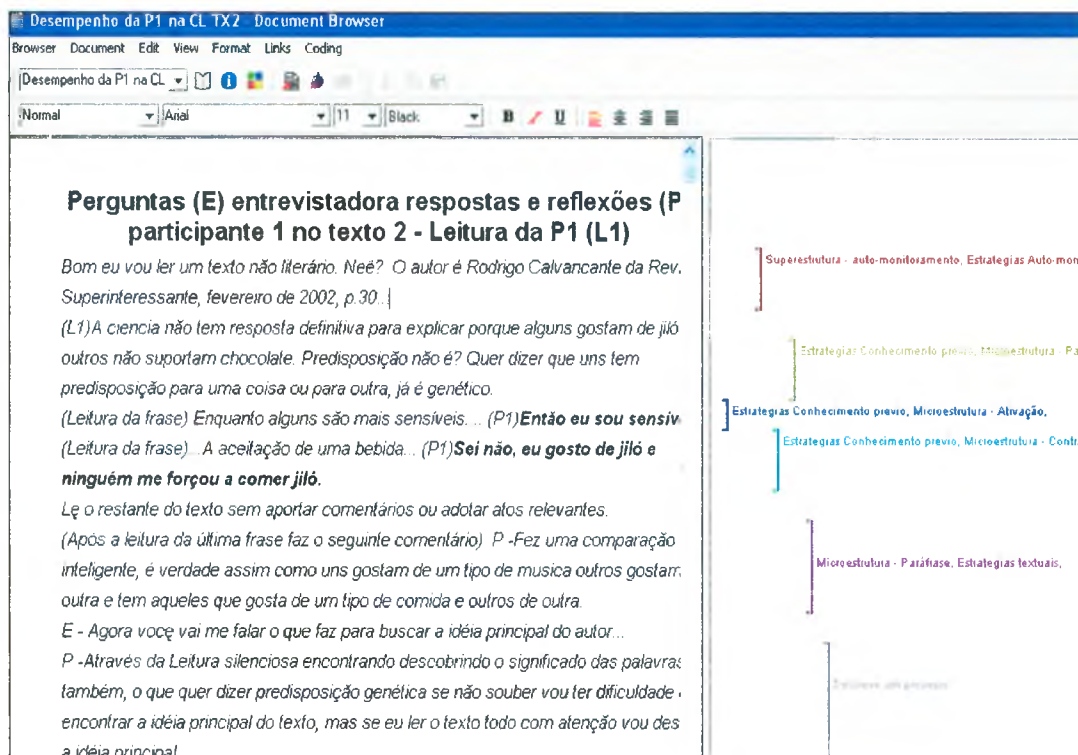 Desempenho da P1 na CL TX2 - Document Browser
Browser Document Edit View Format Links Coding
Desempenho da P1 na CL
Normal Arial 11 Black B I U
Perguntas (E) entrevistadora respostas e reflexões (P
participante 1 no texto 2 - Leitura da P1 (L1)
Bom eu vou ler um texto não literário. Neé? O autor é Rodrigo Calvancante da Rev.
Superinteressante, fevereiro de 2002, p.30..
(L1)A ciencia não tem resposta definitiva para explicar porque alguns gostam de jiló
outros não suportam chocolate. Predisposição não é? Quer dizer que uns tem
predisposição para uma coisa ou para outra, já é genético.
(Leitura da frase) Enquanto alguns são mais sensíveis... (P1)Então eu sou sensiv
(Leitura da frase)...A aceitação de uma bebida... (P1)Sei não, eu gosto de jiló e
ninguém me forçou a comer jiló.
Lę o restante do texto sem aportar comentários ou adotar atos relevantes.
(Após a leitura da última frase faz o seguinte comentário) P -Fez uma comparação
inteligente, é verdade assim como uns gostam de um tipo de musica outros gostam
outra e tem aqueles que gosta de um tipo de comida e outros de outra.
E - Agora vocę vai me falar o que faz para buscar a idéia principal do autor...
P -Através da Leitura silenciosa encontrando descobrindo o significado das palavras
também, o que quer dizer predisposição genética se não souber vou ter dificuldade
encontrar a idéia principal do texto, mas se eu ler o texto todo com atenção vou des
a idéia principal
Superestrutura - auto-monitoramento, Estrategias Auto-mon
Estrategias Conhecimento previo, Microestrutura - Pa
Estrategias Conhecimento previo, Microestrutura - Ativação,
Estrategias Conhecimento previo, Microestrutura - Contr
Microestrutura - Paráfrase, Estrategias textuais,